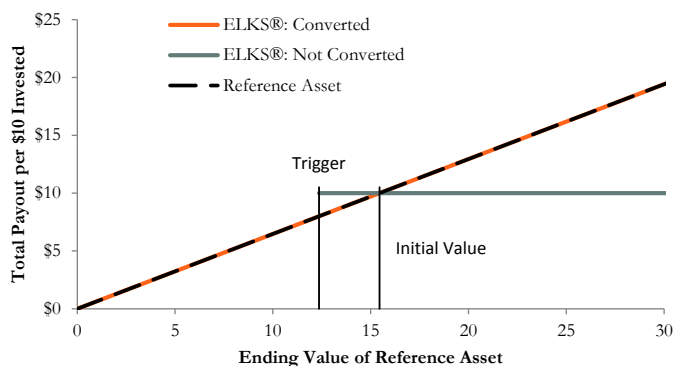 $25
$20
$15
$10
$5
$0
Total Payout per $10 Invested
ELKS®: Converted
ELKS®: Not Converted
Reference Asset
Trigger
Initial Value
0 5 10 15 20 25 30
Ending Value of Reference Asset